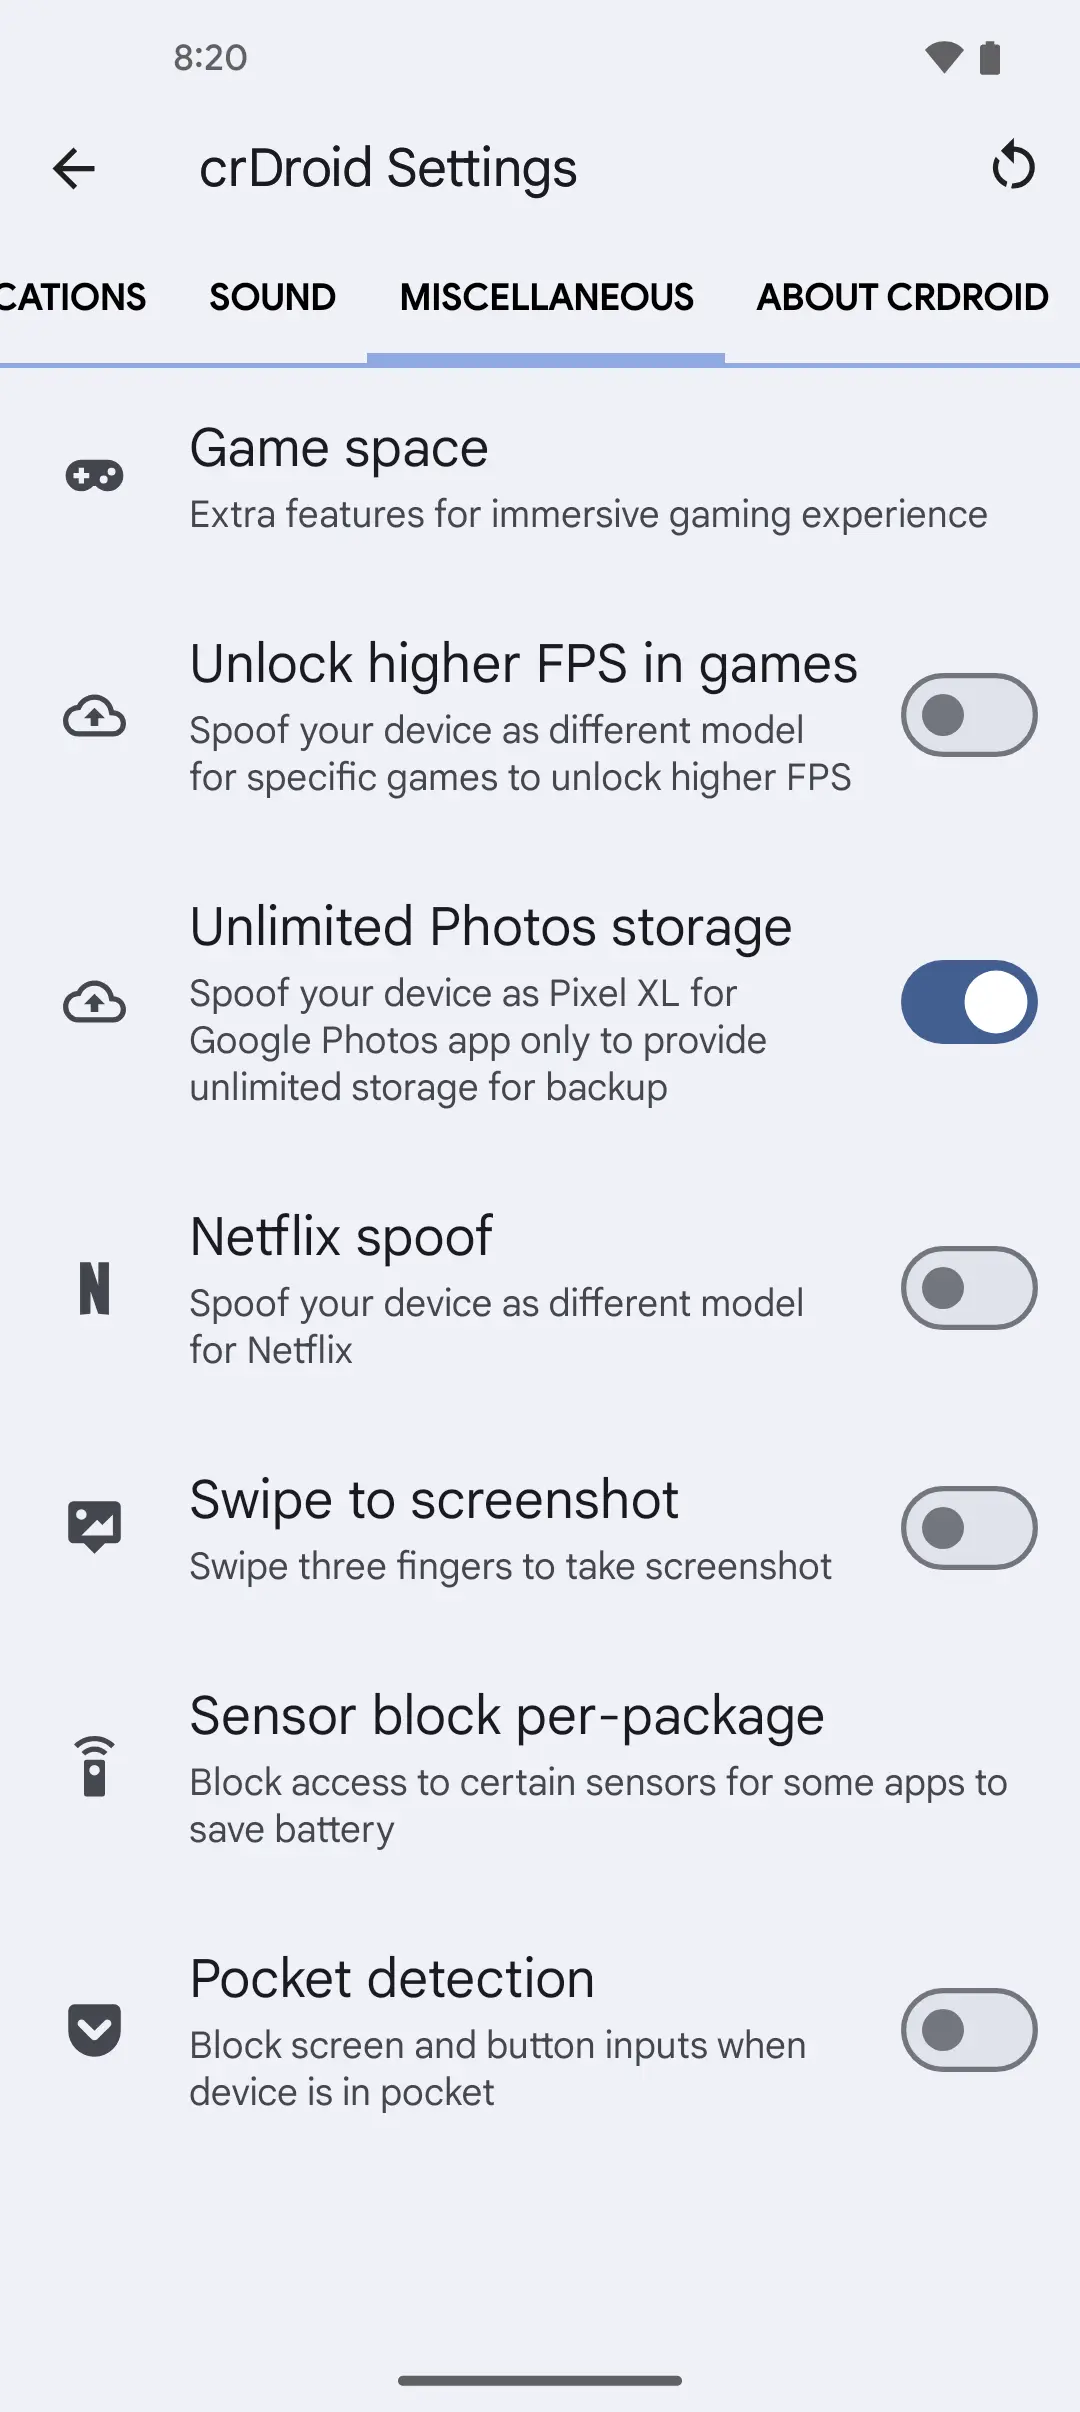 8:20
crDroid Settings
CATIONS SOUND MISCELLANEOUS ABOUT CRDROID
Game space
Extra features for immersive gaming experience
Unlock higher FPS in games
Spoof your device as different model
for specific games to unlock higher FPS
Unlimited Photos storage
Spoof your device as Pixel XL for
Google Photos app only to provide
unlimited storage for backup
Netflix spoof
Spoof your device as different model
for Netflix
Swipe to screenshot
Swipe three fingers to take screenshot
Sensor block per-package
Block access to certain sensors for some apps to
save battery
Pocket detection
Block screen and button inputs when
device is in pocket